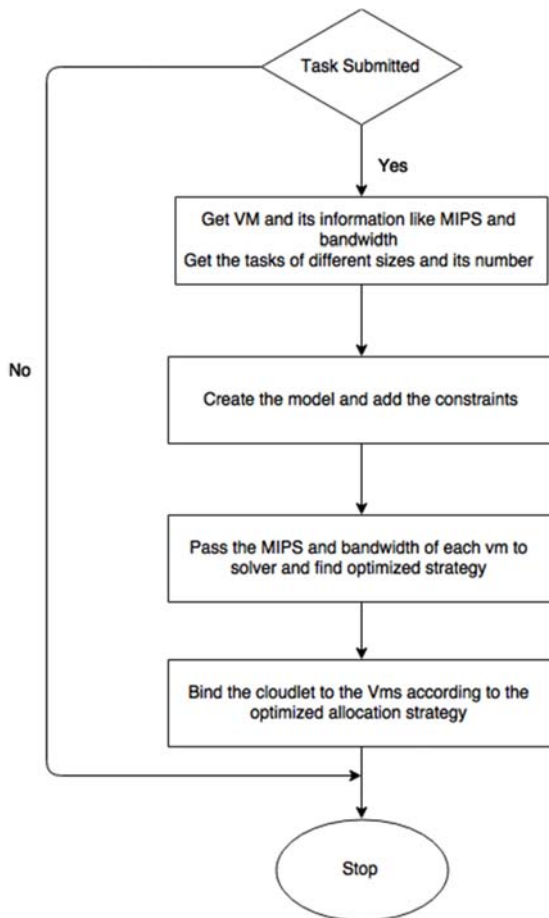 Task Submitted
Yes
Get VM and its information like MIPS and
bandwidth
Get the tasks of different sizes and its number
No
Create the model and add the constraints
Pass the MIPS and bandwidth of each vm to
solver and find optimized strategy
Bind the cloudlet to the Vms according to the
optimized allocation strategy
Stop